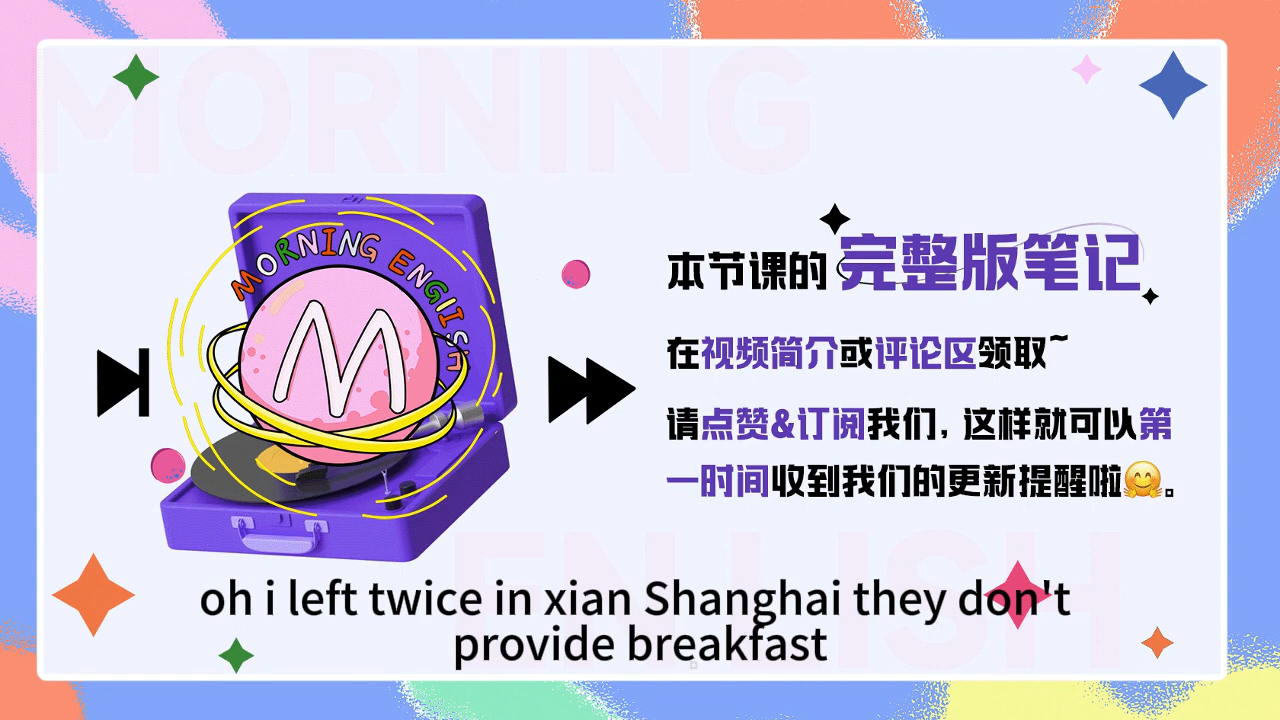 MORNING
MORNING ENGLISH
M
本节课的 完整版笔记
在视频简介或评论区领取~
请点赞&订阅我们，这样就可以第
一时间收到我们的更新提醒啦🤗。
oh i left twice in xian Shanghai they don't
provide breakfast